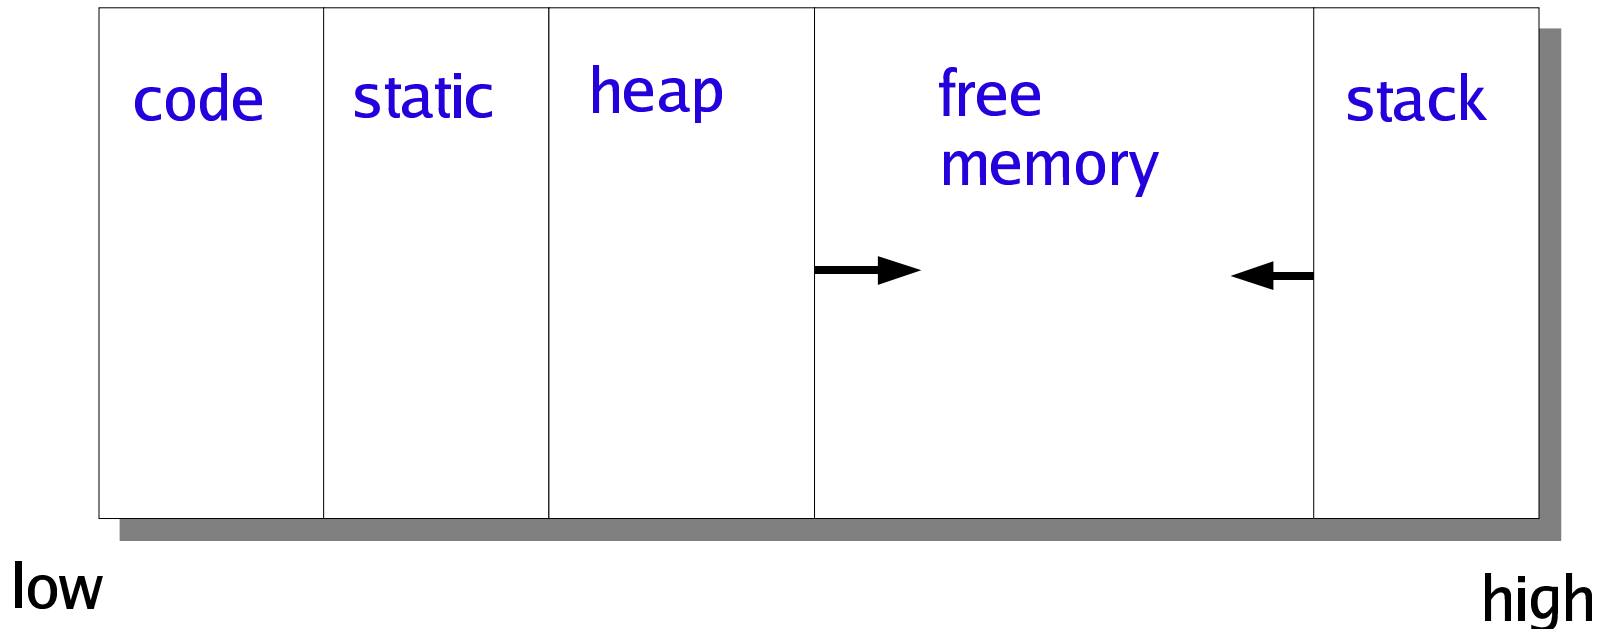 code
static
heap
free
memory
stack
low
high